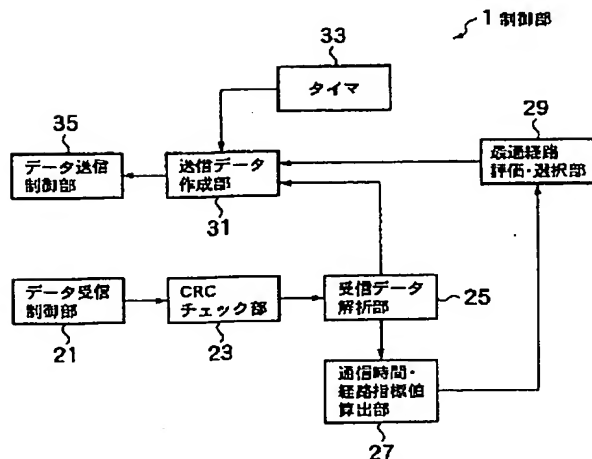 1 制御部
33
タイマ
35
データ送信
制御部
送信データ
作成部
31
29
最適経路
評価・選択部
データ受信
制御部
21
CRC
チェック部
23
受信データ
解析部
25
通信時間・
経路指標値
算出部
27